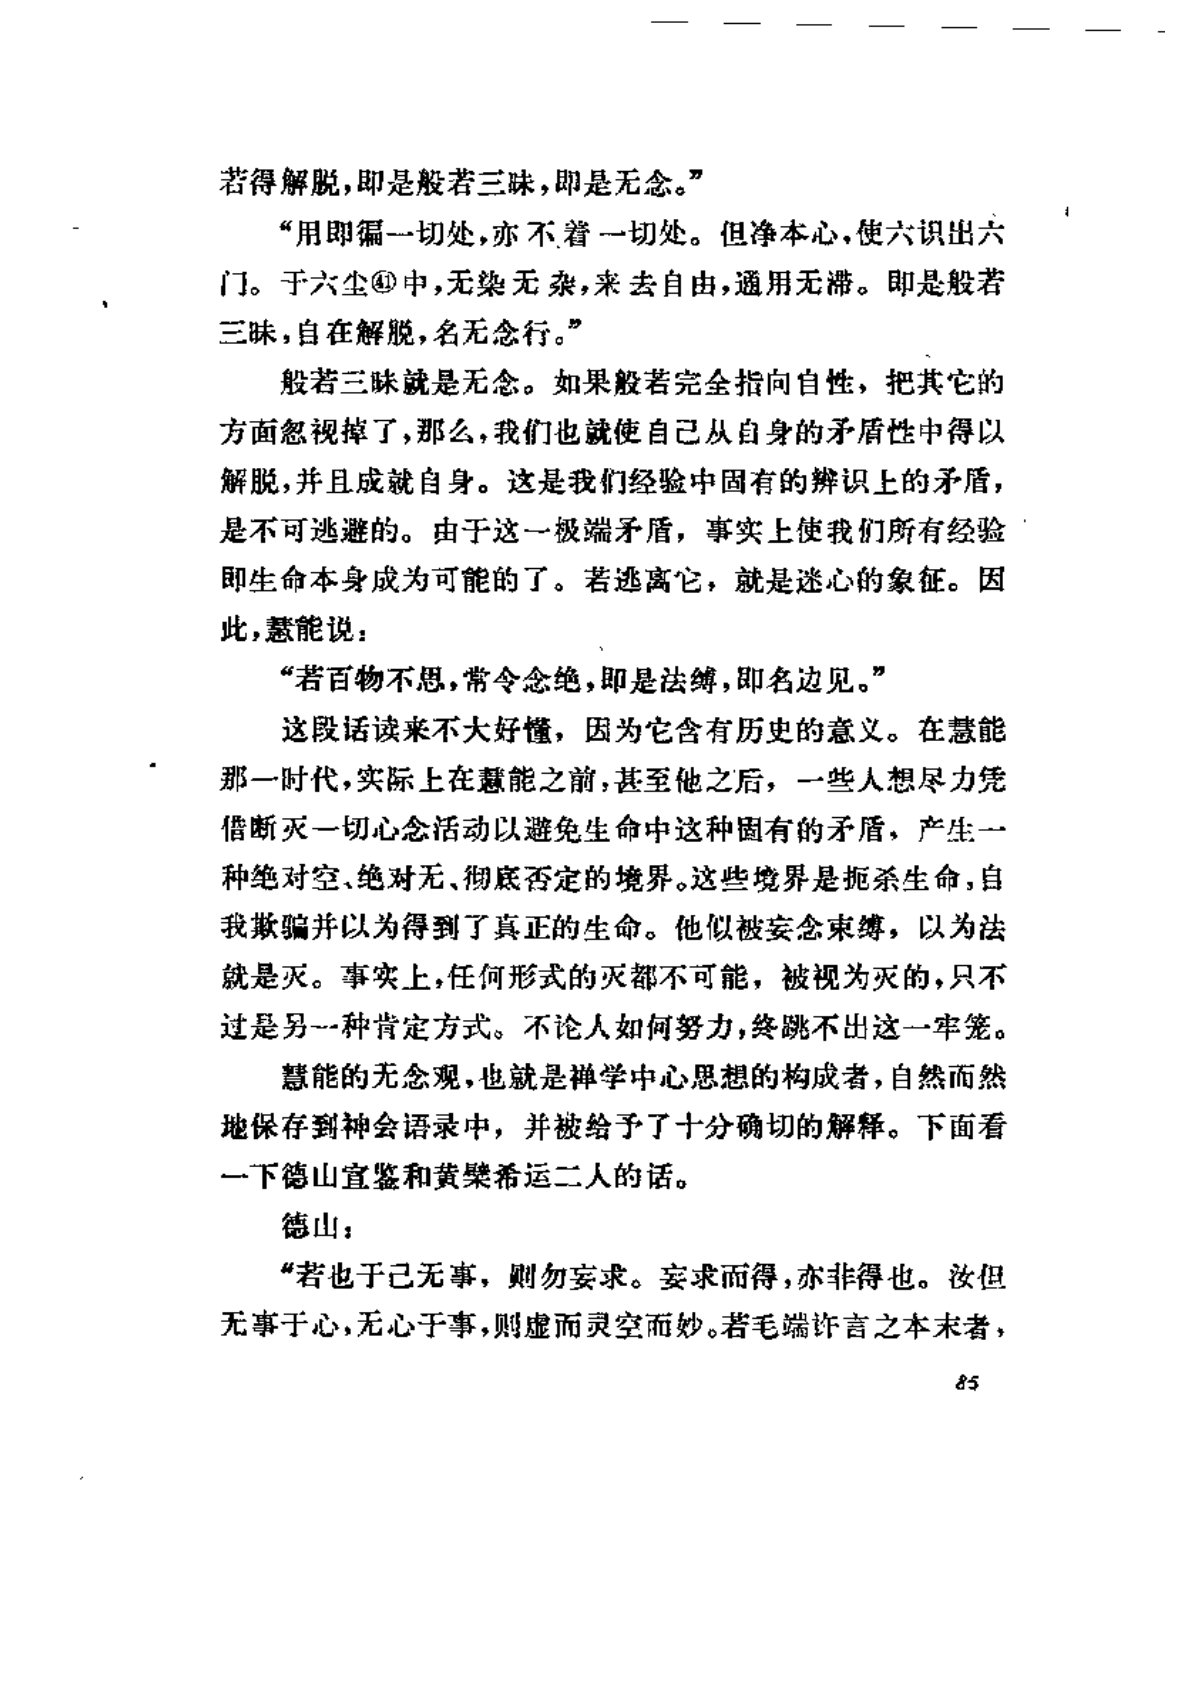 若得解脱，即是般若三昧，即是无念。”
“用即徧一切处，亦不着一切处。但净本心，使六识出六
门。于六尘㊶中，无染无杂，来去自由，通用无滞。即是般若
三昧，自在解脱，名无念行。”
般若三昧就是无念。如果般若完全指向自性，把其它的
方面忽视掉了，那么，我们也就使自己从自身的矛盾性中得以
解脱，并且成就自身。这是我们经验中固有的辨识上的矛盾，
是不可逃避的。由于这一极端矛盾，事实上使我们所有经验
即生命本身成为可能的了。若逃离它，就是迷心的象征。因
此，慧能说：
“若百物不思，常令念绝，即是法缚，即名边见。”
这段话读来不大好懂，因为它含有历史的意义。在慧能
那一时代，实际上在慧能之前，甚至他之后，一些人想尽力凭
借断灭一切心念活动以避免生命中这种固有的矛盾，产生一
种绝对空、绝对无、彻底否定的境界。这些境界是扼杀生命，自
我欺骗并以为得到了真正的生命。他似被妄念束缚，以为法
就是灭。事实上，任何形式的灭都不可能，被视为灭的，只不
过是另一种肯定方式。不论人如何努力，终跳不出这一牢笼。
慧能的无念观，也就是禅学中心思想的构成者，自然而然
地保存到神会语录中，并被给予了十分确切的解释。下面看
一下德山宣鉴和黄檗希运二人的话。
德山：
“若也于己无事，则勿妄求。妄求而得，亦非得也。汝但
无事于心，无心于事，则虚而灵空而妙。若毛端许言之本末者，
85